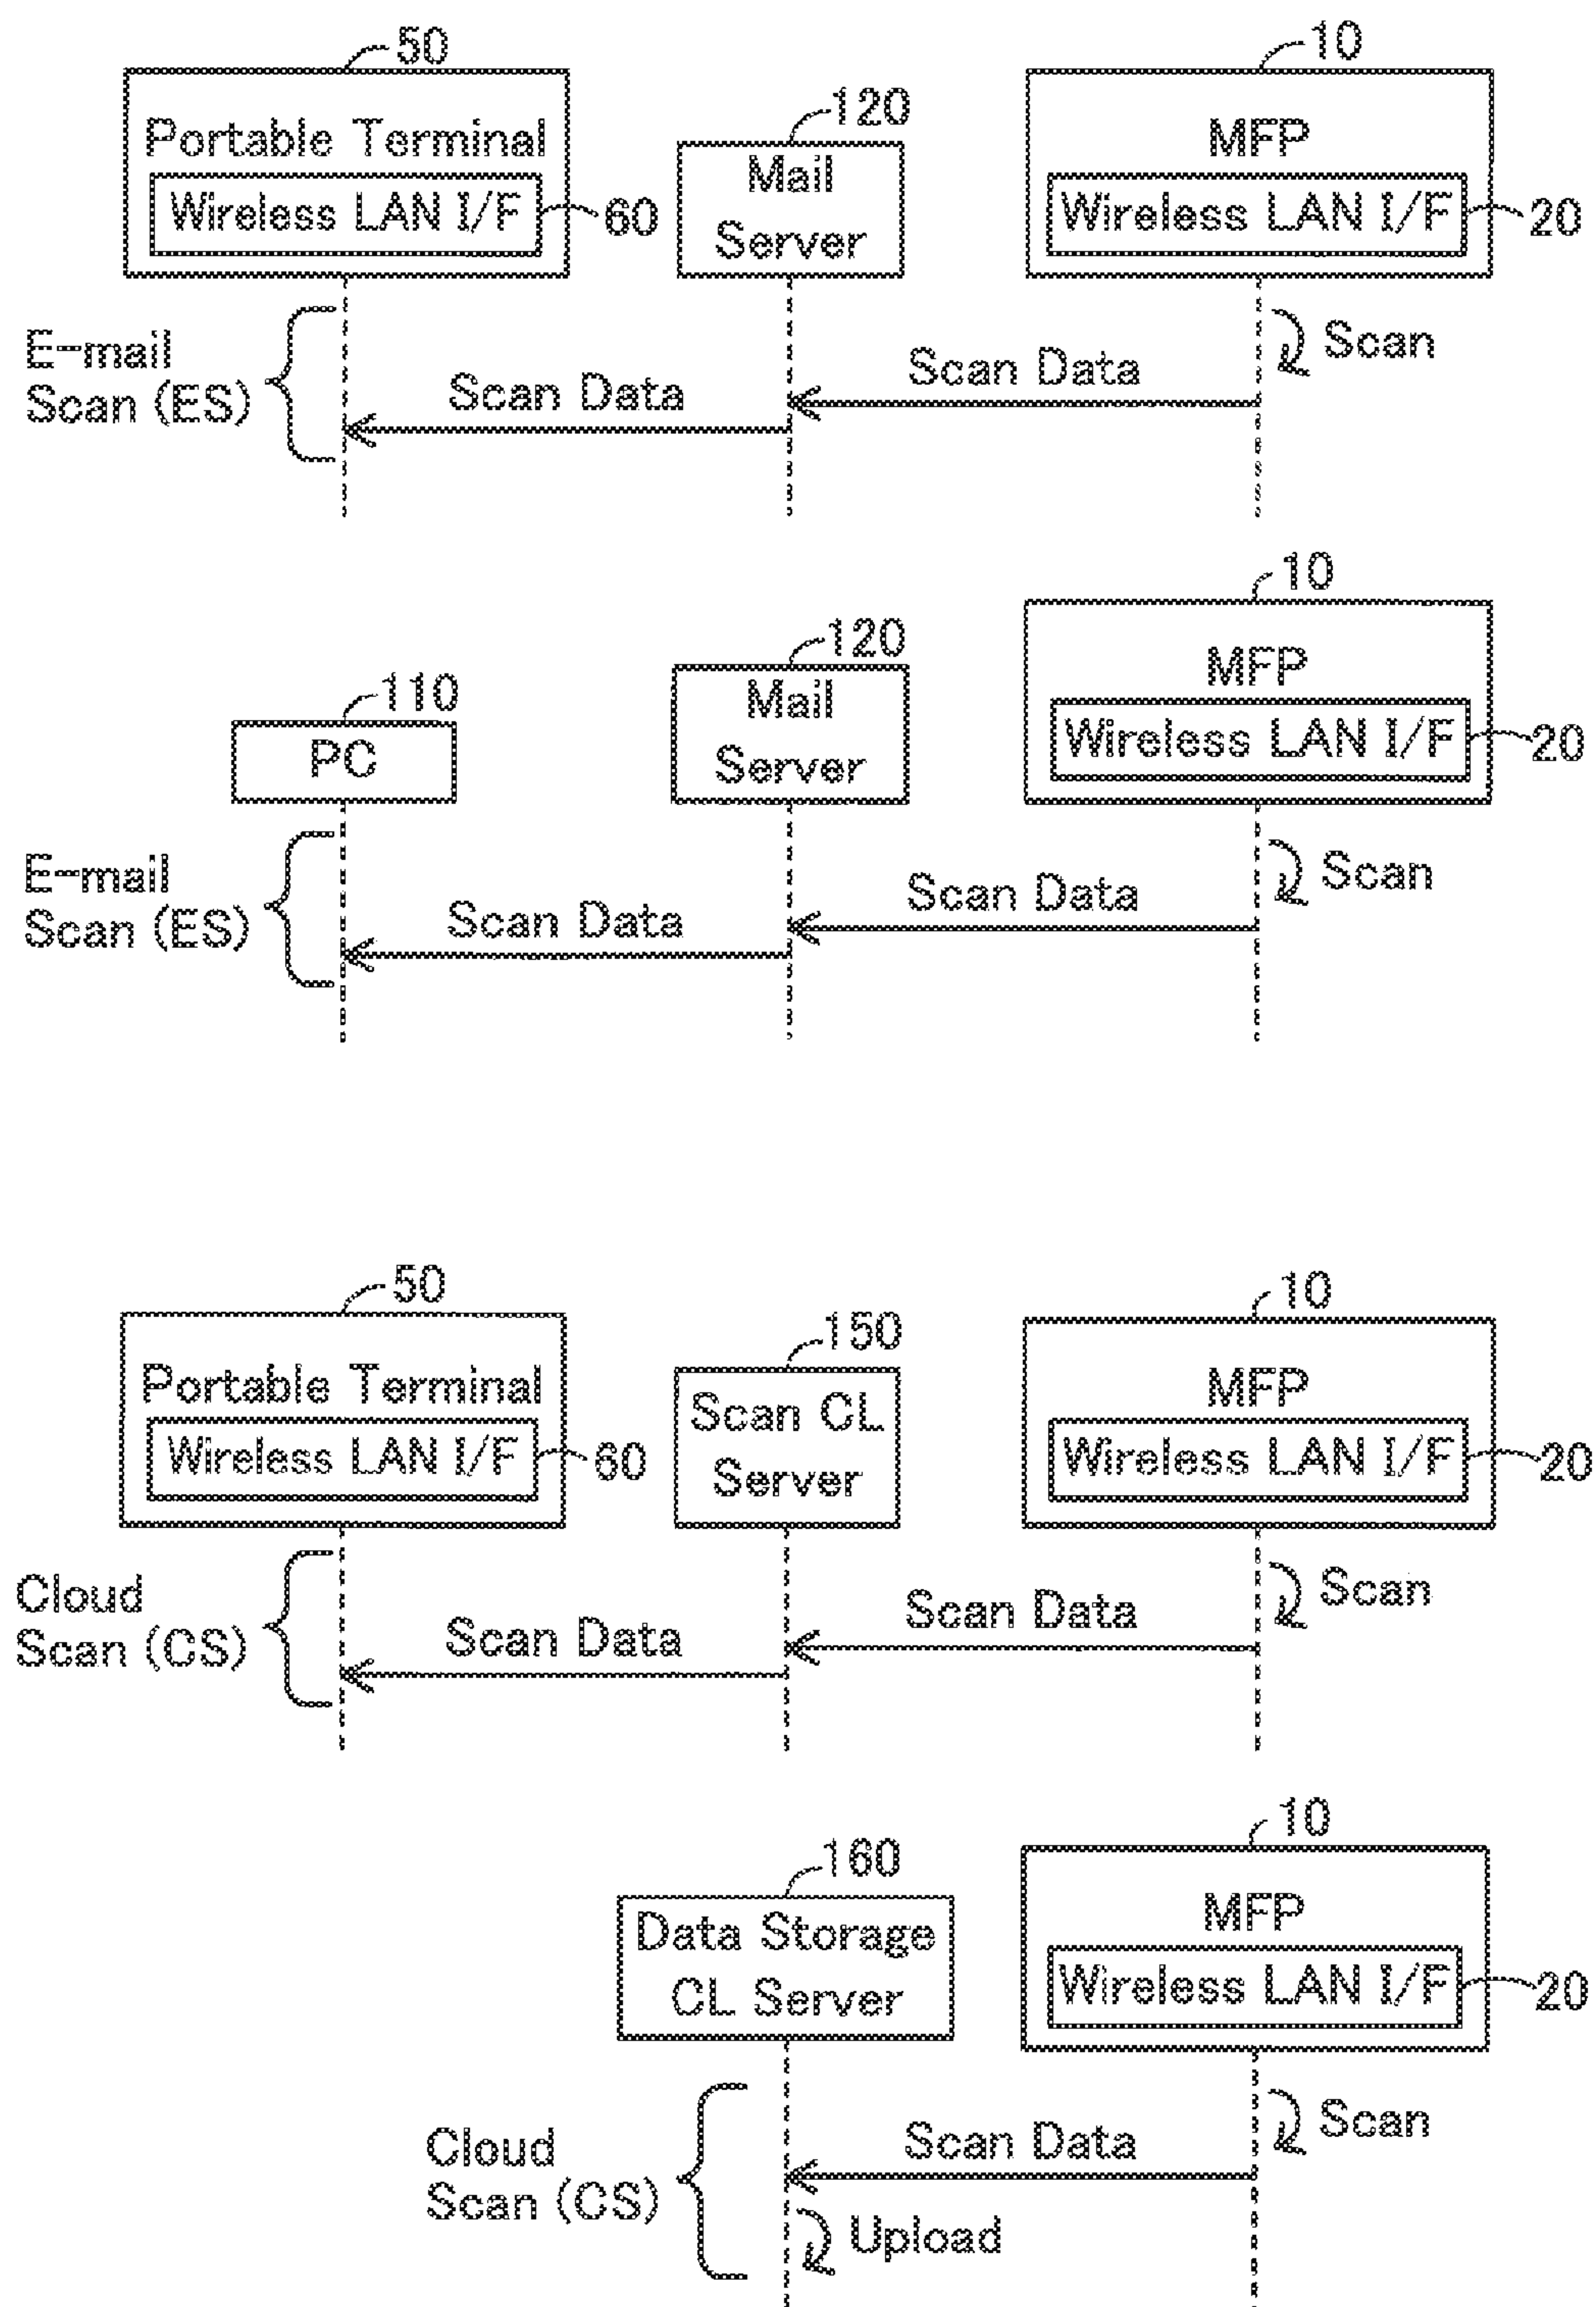 50
10
120
Portable Terminal
Mail
MFP
Wireless LAN I/F
60
Server
Wireless LAN I/F
20
E-mail
Scan (ES)
Scan Data
Scan Data
Scan
10
120
110
Mail
MFP
PC
Server
Wireless LAN I/F
20
E-mail
Scan (ES)
Scan Data
Scan Data
Scan
50
10
150
Portable Terminal
Scan CL
MFP
Wireless LAN I/F
60
Server
Wireless LAN I/F
20
Cloud
Scan (CS)
Scan Data
Scan Data
Scan
10
160
Data Storage
MFP
CL Server
Wireless LAN I/F
20
Cloud
Scan (CS)
Scan Data
Scan
Upload